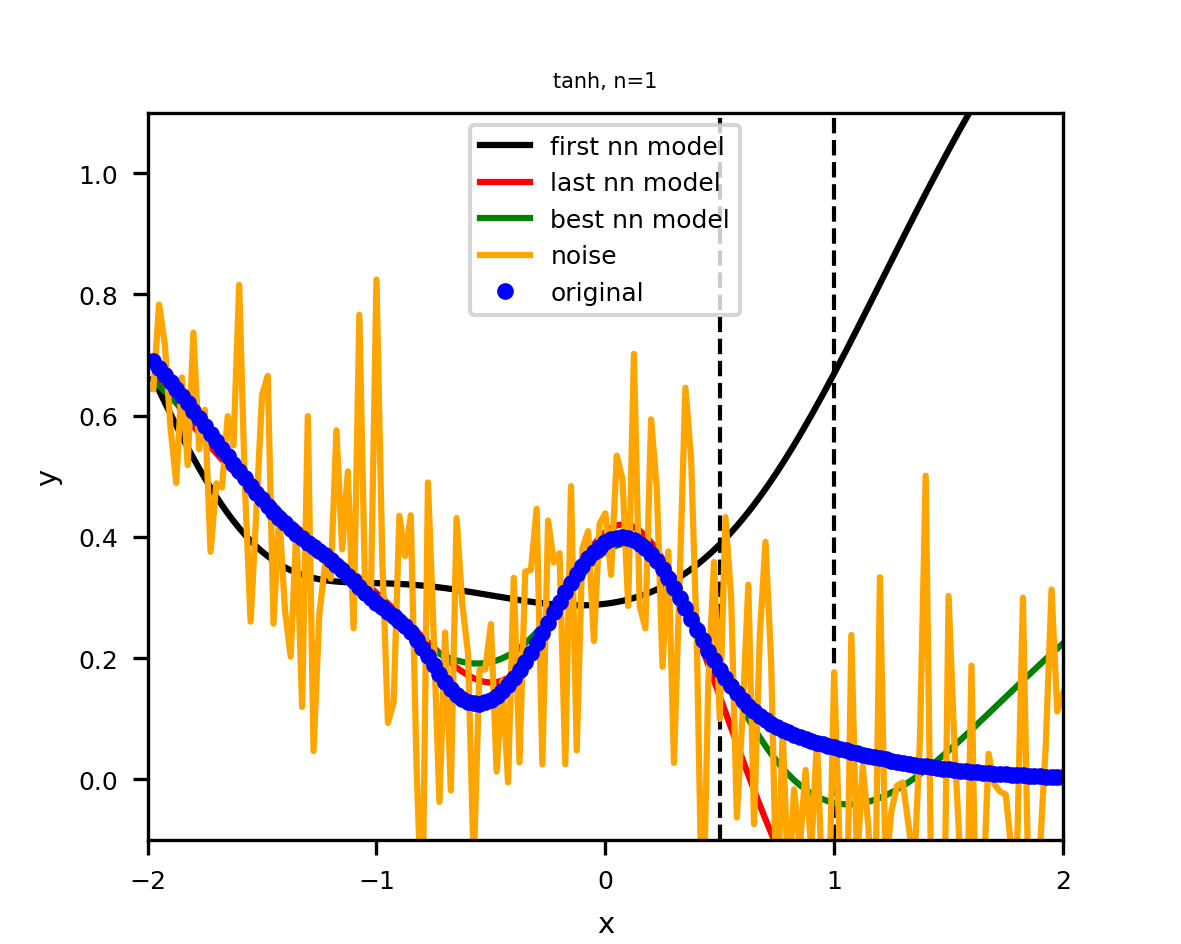 tanh, n=1
first nn model
last nn model
best nn model
noise
original
1.0
0.8
0.6
0.4
0.2
0.0
y
−2
−1
0
1
2
x